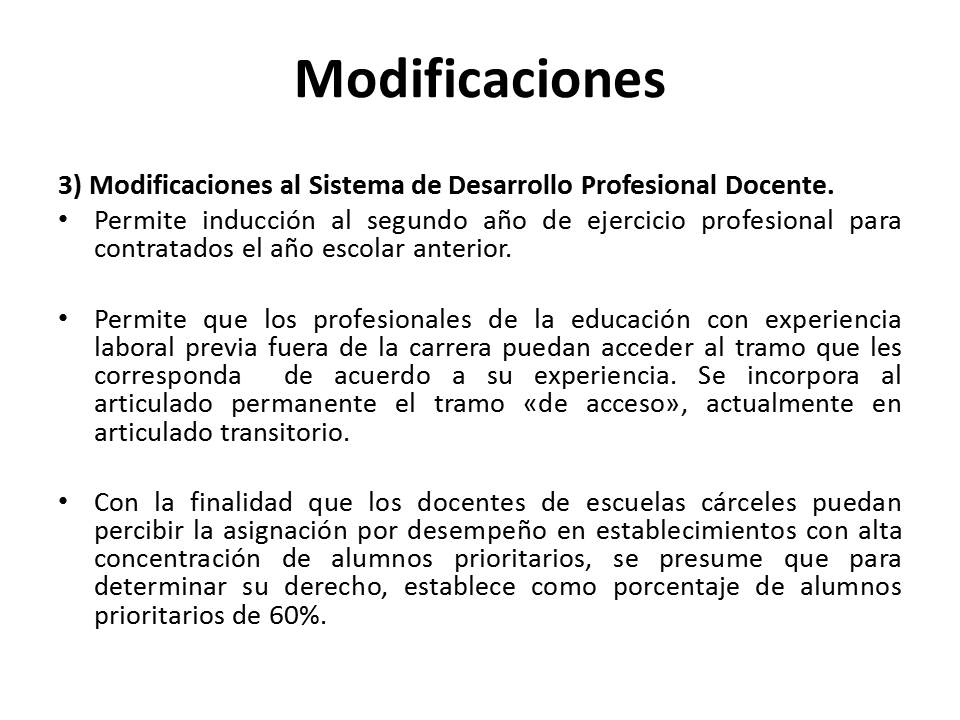 Modificaciones
3) Modificaciones al Sistema de Desarrollo Profesional Docente.
• Permite inducción al segundo año de ejercicio profesional para
contratados el año escolar anterior.
• Permite que los profesionales de la educación con experiencia
laboral previa fuera de la carrera puedan acceder al tramo que les
corresponda de acuerdo a su experiencia. Se incorpora al
articulado permanente el tramo «de acceso», actualmente en
articulado transitorio.
• Con la finalidad que los docentes de escuelas cárceles puedan
percibir la asignación por desempeño en establecimientos con alta
concentración de alumnos prioritarios, se presume que para
determinar su derecho, establece como porcentaje de alumnos
prioritarios de 60%.